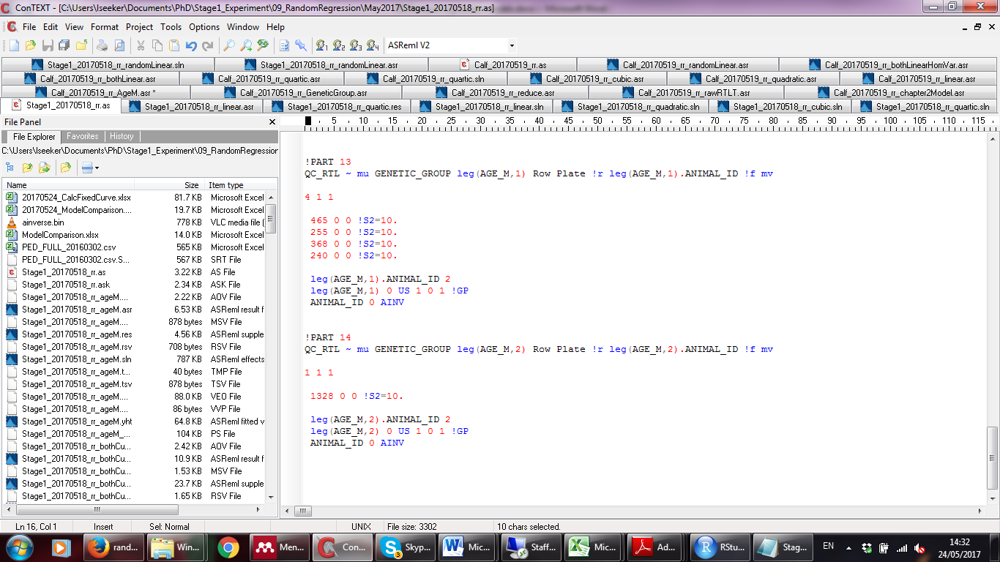 ConTEXT - [C:\Users\lseeker\Documents\PhD\Stage1_Experiment\09_RandomRegression\May2017\Stage1_20170518_rr.as]
File Edit View Format Project Tools Options Window Help
ASReml V2
Stage1_20170518_rr_randomLinear.sln Stage1_20170518_rr_randomLinear.asr Calf_20170519_rr.as Calf_20170519_rr_randomLinear.asr Calf_20170519_rr_bothLinearHomVar.asr
Calf_20170519_rr_bothLinear.asr Calf_20170519_rr_quartic.asr Calf_20170519_rr_quartic.sln Calf_20170519_rr_cubic.asr Calf_20170519_rr_quadratic.asr Calf_20170519_rr_linear.asr
Calf_20170519_rr_AgeM.asr * Calf_20170519_rr_GeneticGroup.asr Calf_20170519_rr_reduce.asr Calf_20170519_rr_rawRTLT.asr Calf_20170519_rr_chapter2Model.asr
Stage1_20170518_rr.as Stage1_20170518_rr_linear.asr Stage1_20170518_rr_quartic.res Stage1_20170518_rr_linear.sln Stage1_20170518_rr_quadratic.sln Stage1_20170518_rr_cubic.sln Stage1_20170518_rr_quartic.sln
File Panel
File Explorer Favorites History
C:\Users\lseeker\Documents\PhD\Stage1_Experiment\09_RandomRegression
Name Size Item type
20170524_CalcFixedCurve.xlsx 81.7 KB Microsoft Excel
20170524_ModelComparison.... 19.7 KB Microsoft Excel
ainverse.bin 778 KB VLC media file (
ModelComparison.xlsx 14.0 KB Microsoft Excel
PED_FULL_20160302.csv 565 KB Microsoft Excel
PED_FULL_20160302.csv.S... 567 KB SRT File
Stage1_20170518_rr.as 3.22 KB AS File
Stage1_20170518_rr.ask 2.34 KB ASK File
Stage1_20170518_rr_ageM.... 2.22 KB AOV File
Stage1_20170518_rr_ageM.asr 6.53 KB ASReml result f
Stage1_20170518_rr_ageM.... 878 bytes MSV File
Stage1_20170518_rr_ageM.res 4.56 KB ASReml supple
Stage1_20170518_rr_ageM.rsv 708 bytes RSV File
Stage1_20170518_rr_ageM.sln 787 KB ASReml effects
Stage1_20170518_rr_ageM.t... 40 bytes TMP File
Stage1_20170518_rr_ageM.tsv 878 bytes TSV File
Stage1_20170518_rr_ageM.... 88.0 KB VEO File
Stage1_20170518_rr_ageM.... 86 bytes VVP File
Stage1_20170518_rr_ageM.yht 64.8 KB ASReml fitted v
Stage1_20170518_rr_ageM_... 104 KB PS File
Stage1_20170518_rr_bothCu... 2.42 KB AOV File
Stage1_20170518_rr_bothCu... 10.9 KB ASReml result f
Stage1_20170518_rr_bothCu... 1.53 KB MSV File
Stage1_20170518_rr_bothCu... 23.7 KB ASReml supple
Stage1_20170518_rr_bothCu... 1.65 KB RSV File
5 10 15 20 25 30 35 40 45 50 55 60 65 70 75 80 85 90 95 100 105 110 115
!PART 13
QC_RTL ~ mu GENETIC_GROUP leg(AGE_M,1) Row Plate !r leg(AGE_M,1).ANIMAL_ID !f mv
4 1 1
465 0 0 !S2=10.
255 0 0 !S2=10.
368 0 0 !S2=10.
240 0 0 !S2=10.
leg(AGE_M,1).ANIMAL_ID 2
leg(AGE_M,1) 0 US 1 0 1 !GP
ANIMAL_ID 0 AINV
!PART 14
QC_RTL ~ mu GENETIC_GROUP leg(AGE_M,2) Row Plate !r leg(AGE_M,2).ANIMAL_ID !f mv
1 1 1
1328 0 0 !S2=10.
leg(AGE_M,2).ANIMAL_ID 2
leg(AGE_M,2) 0 US 1 0 1 !GP
ANIMAL_ID 0 AINV
Ln 16, Col 1 Insert Sel: Normal UNIX File size: 3302 10 chars selected.
rand... Win... Men... Con... Skyp... Mic... Staff... Mic... Ad... RStu... Stag... EN 14:32
24/05/2017